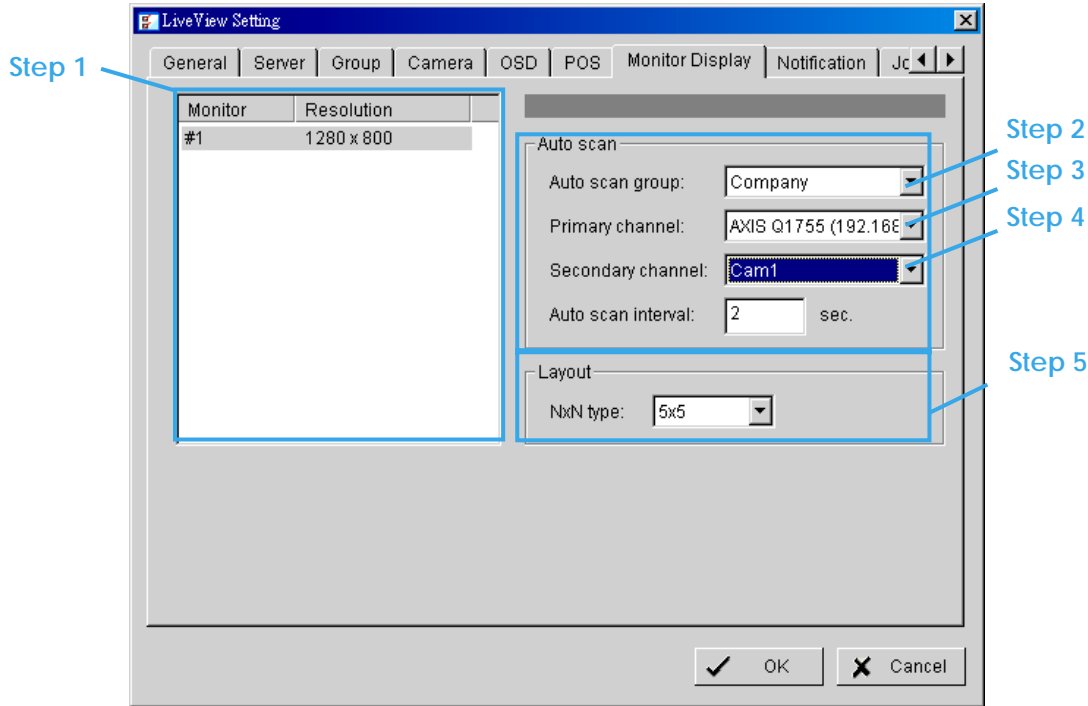 LiveView Setting
General Server Group Camera OSD POS Monitor Display Notification
Step 1
Monitor Resolution
#1 1280 x 800
Auto scan
Step 2
Auto scan group: Company
Step 3
Primary channel: AXIS Q1755 (192.168
Step 4
Secondary channel: Cam1
Auto scan interval: 2 sec.
Step 5
Layout
NxN type: 5x5
OK Cancel